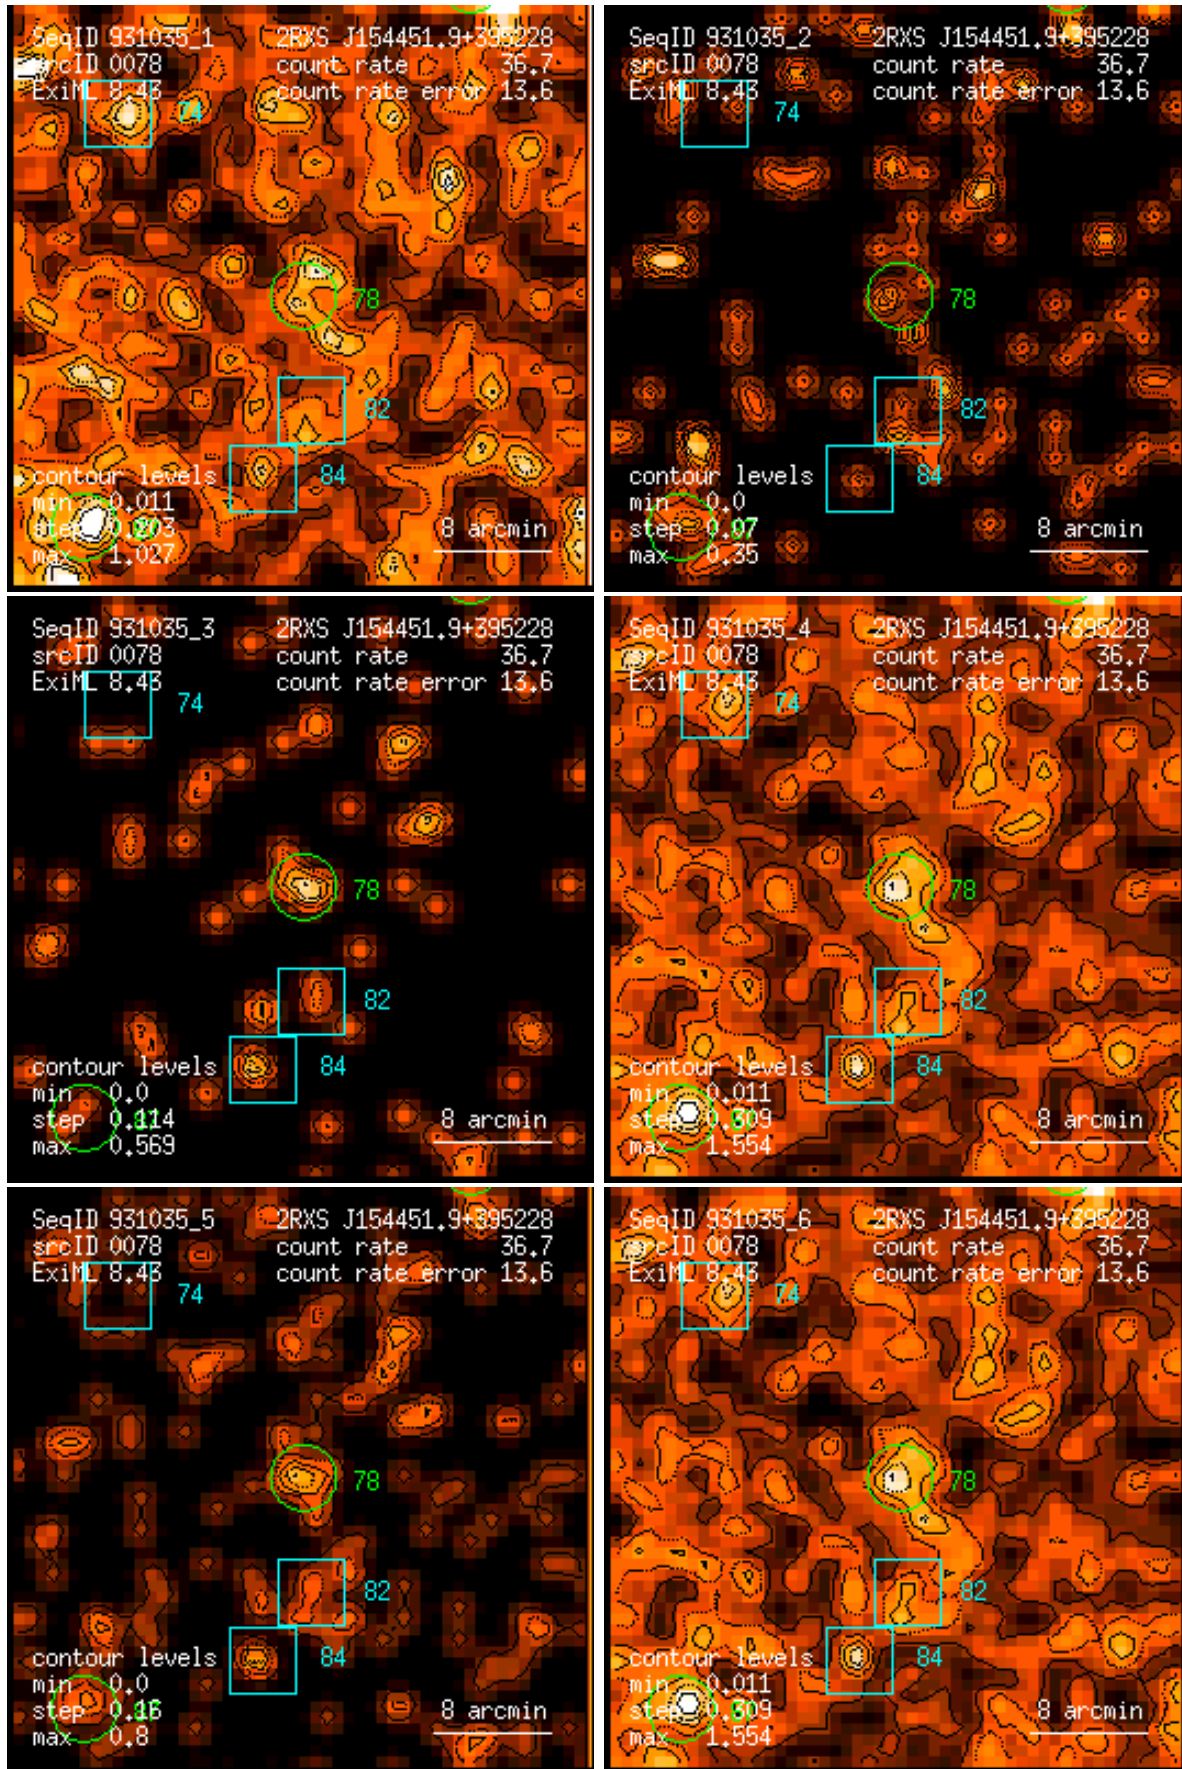 SeqID 931035_1 2RXS J154451.9+395228
srcID 0078 count rate 36.7
ExiML 8.43 count rate error 13.6
74
78
82
84
contour levels
min 0.011
step 0.203
max 1.027
8 arcmin
SeqID 931035_2 2RXS J154451.9+395228
srcID 0078 count rate 36.7
ExiML 8.43 count rate error 13.6
74
78
82
84
contour levels
min 0.0
step 0.07
max 0.35
8 arcmin
SeqID 931035_3 2RXS J154451.9+395228
srcID 0078 count rate 36.7
ExiML 8.43 count rate error 13.6
74
78
82
84
contour levels
min 0.0
step 0.114
max 0.569
8 arcmin
SeqID 931035_4 2RXS J154451.9+395228
srcID 0078 count rate 36.7
ExiML 8.43 count rate error 13.6
74
78
82
84
contour levels
min 0.011
step 0.309
max 1.554
8 arcmin
SeqID 931035_5 2RXS J154451.9+395228
srcID 0078 count rate 36.7
ExiML 8.43 count rate error 13.6
74
78
82
84
contour levels
min 0.0
step 0.16
max 0.8
8 arcmin
SeqID 931035_6 2RXS J154451.9+395228
srcID 0078 count rate 36.7
ExiML 8.43 count rate error 13.6
74
78
82
84
contour levels
min 0.011
step 0.309
max 1.554
8 arcmin